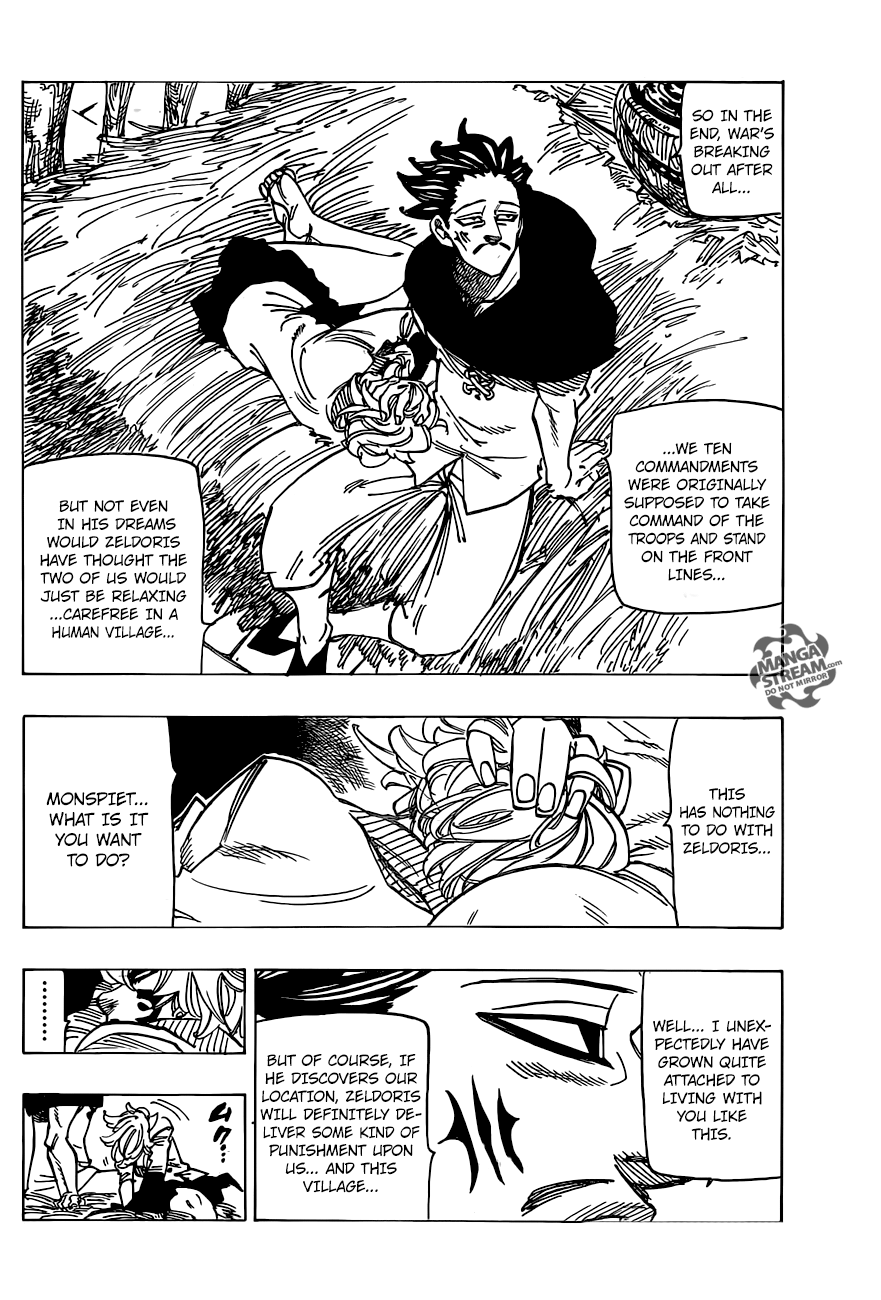 SO IN THE
END, WAR'S
BREAKING
OUT AFTER
ALL...
...WE TEN
COMMANDMENTS
WERE ORIGINALLY
SUPPOSED TO TAKE
COMMAND OF THE
TROOPS AND STAND
ON THE FRONT
LINES...
BUT NOT EVEN
IN HIS DREAMS
WOULD ZELDORIS
HAVE THOUGHT THE
TWO OF US WOULD
JUST BE RELAXING
...CAREFREE IN A
HUMAN VILLAGE...
MANGA
STREAM.com
DO NOT MIRROR
THIS
HAS NOTHING
TO DO WITH
ZELDORIS...
MONSPIET...
WHAT IS IT
YOU WANT
TO DO?
WELL... I UNEX-
PECTEDLY HAVE
GROWN QUITE
ATTACHED TO
LIVING WITH
YOU LIKE
THIS.
BUT OF COURSE, IF
HE DISCOVERS OUR
LOCATION, ZELDORIS
WILL DEFINITELY DE-
LIVER SOME KIND OF
PUNISHMENT UPON
US... AND THIS
VILLAGE...
........
ムク...